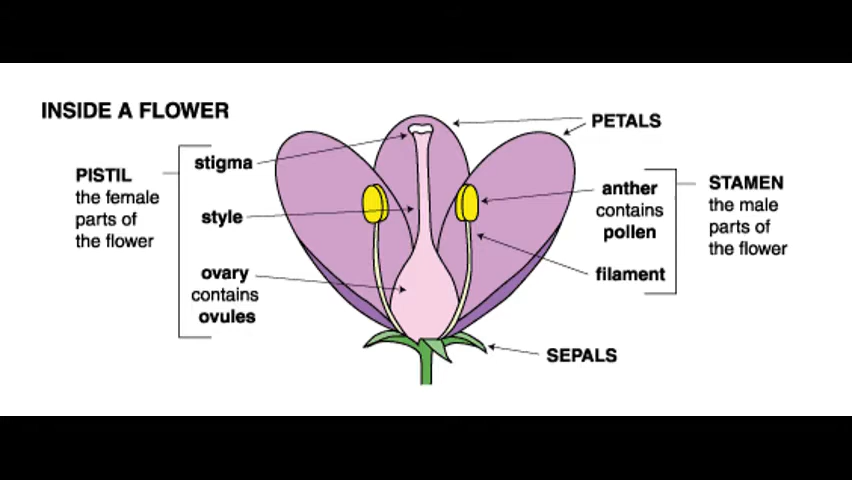 INSIDE A FLOWER
PISTIL
the female
parts of
the flower
stigma
style
ovary
contains
ovules
PETALS
anther
contains
pollen
filament
STAMEN
the male
parts of
the flower
SEPALS